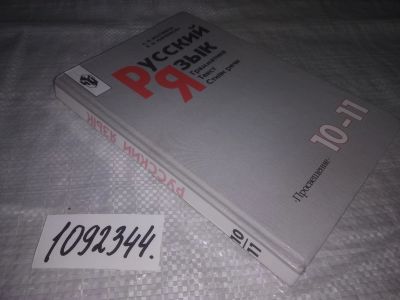 РУССКИЙ
ЯЗЫК
Грамматика
Текст
Стили речи
10-11
«Просвещение»
РУССКИЙ ЯЗЫК
10
11
1092344.